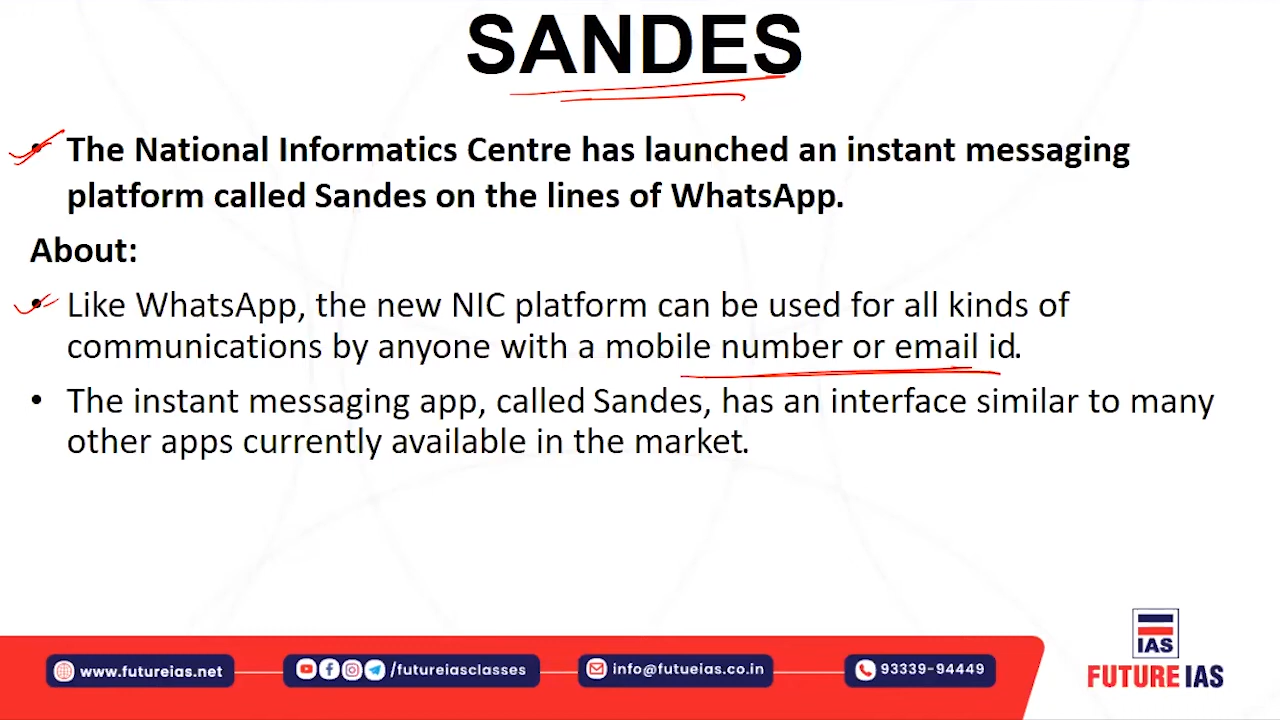 SANDES
• The National Informatics Centre has launched an instant messaging
platform called Sandes on the lines of WhatsApp.
About:
• Like WhatsApp, the new NIC platform can be used for all kinds of
communications by anyone with a mobile number or email id.
• The instant messaging app, called Sandes, has an interface similar to many
other apps currently available in the market.
IAS
www.futureias.net
/futureiasclasses
info@futueias.co.in
93339-94449
FUTURE IAS